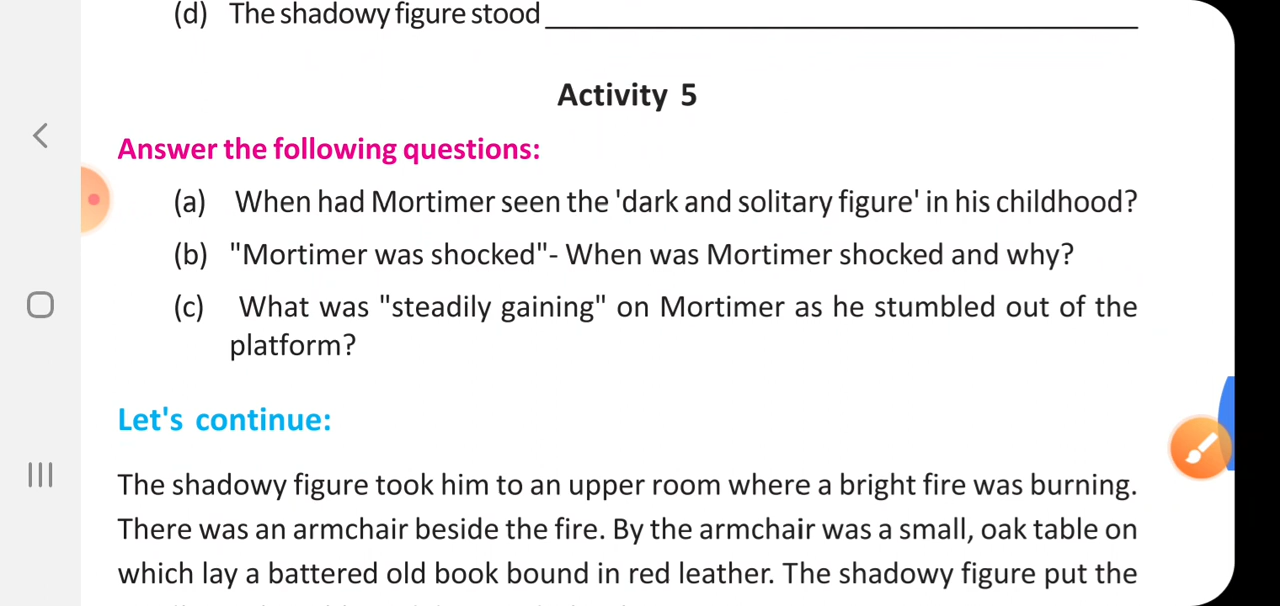 (d) The shadowy figure stood
Activity 5
Answer the following questions:
(a) When had Mortimer seen the 'dark and solitary figure' in his childhood?
(b) "Mortimer was shocked"- When was Mortimer shocked and why?
(c) What was "steadily gaining" on Mortimer as he stumbled out of the
platform?
Let's continue:
The shadowy figure took him to an upper room where a bright fire was burning.
There was an armchair beside the fire. By the armchair was a small, oak table on
which lay a battered old book bound in red leather. The shadowy figure put the